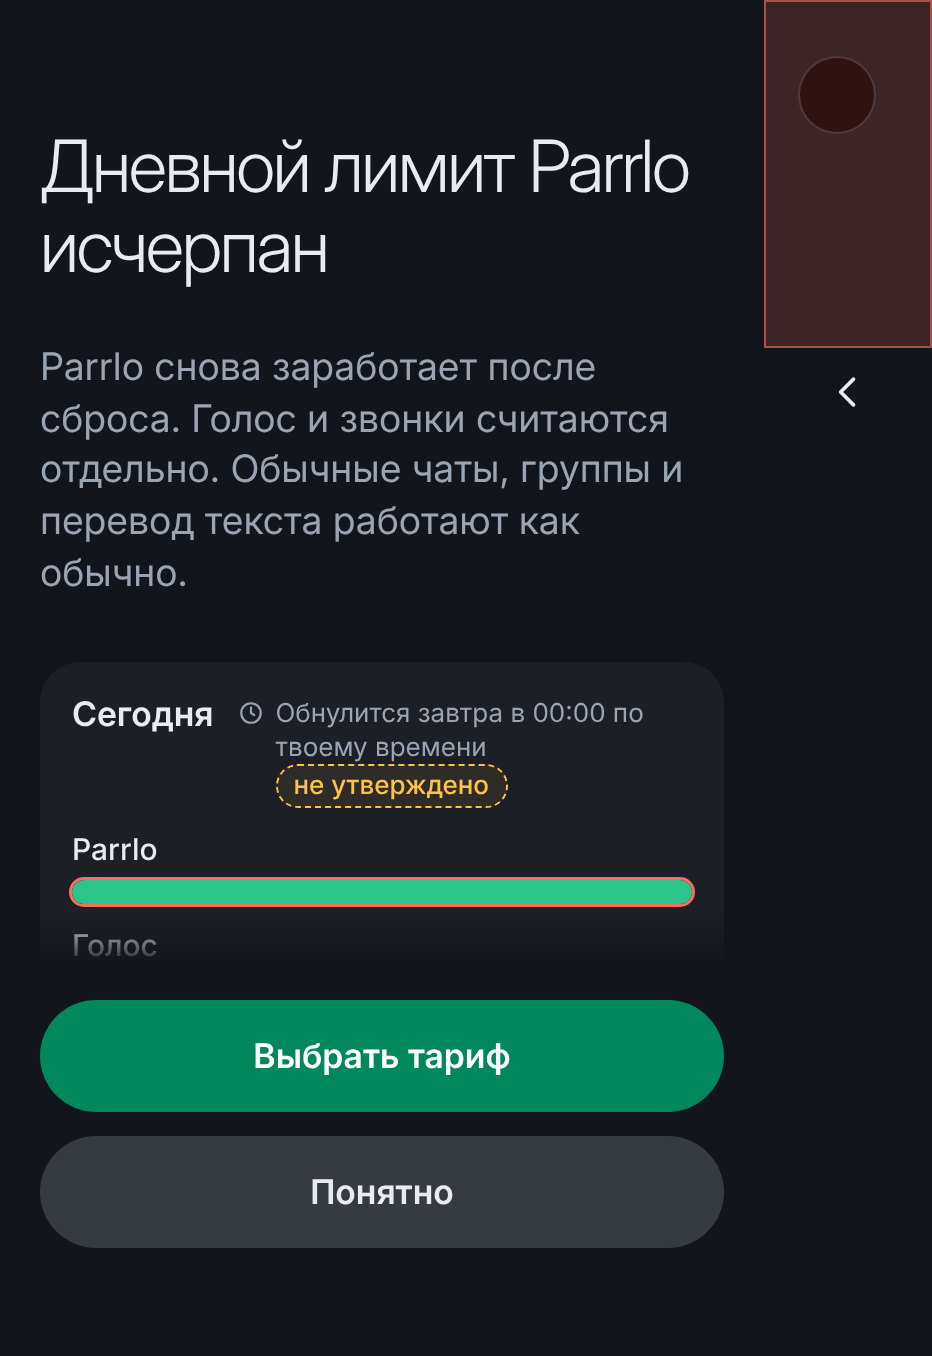 Дневной лимит Parrlo
исчерпан
Parrlo снова заработает после
сброса. Голос и звонки считаются
отдельно. Обычные чаты, группы и
перевод текста работают как
обычно.
Сегодня
Обнулится завтра в 00:00 по
твоему времени
не утверждено
Parrlo
Голос
Выбрать тариф
Понятно